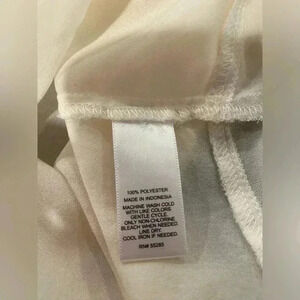 100% POLYESTER
MADE IN INDONESIA
MACHINE WASH COLD
WITH LIKE COLORS
GENTLE CYCLE.
ONLY NON-CHLORINE
BLEACH WHEN NEEDED.
LINE DRY.
COOL IRON IF NEEDED.
RN# 55285